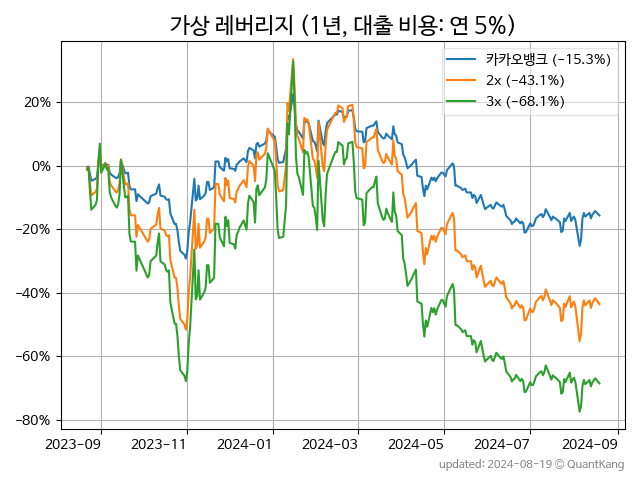 가상 레버리지 (1년, 대출 비용: 연 5%)
카카오뱅크 (−15.3%)
2x (−43.1%)
3x (−68.1%)
20%
0%
−20%
−40%
−60%
−80%
2023-09 2023-11 2024-01 2024-03 2024-05 2024-07 2024-09
updated: 2024-08-19 © QuantKang